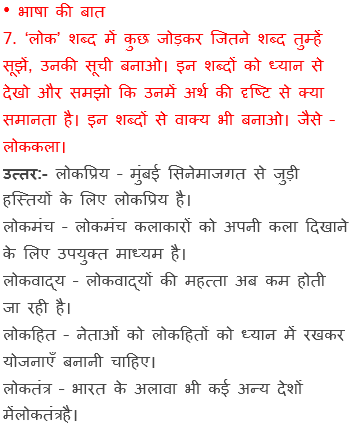 • भाषा की बात
7. ‘लोक’ शब्द में कुछ जोड़कर जितने शब्द तुम्हें
सूझें, उनकी सूची बनाओ। इन शब्दों को ध्यान से
देखो और समझो कि उनमें अर्थ की दृष्टि से क्या
समानता है। इन शब्दों से वाक्य भी बनाओ। जैसे –
लोककला।
उत्तर:- लोकप्रिय – मुंबई सिनेमाजगत से जुड़ी
हस्तियों के लिए लोकप्रिय है।
लोकमंच – लोकमंच कलाकारों को अपनी कला दिखाने
के लिए उपयुक्त माध्यम है।
लोकवाद्य – लोकवाद्यों की महत्ता अब कम होती
जा रही है।
लोकहित – नेताओं को लोकहितों को ध्यान में रखकर
योजनाएँ बनानी चाहिए।
लोकतंत्र – भारत के अलावा भी कई अन्य देशों
मेंलोकतंत्रहै।